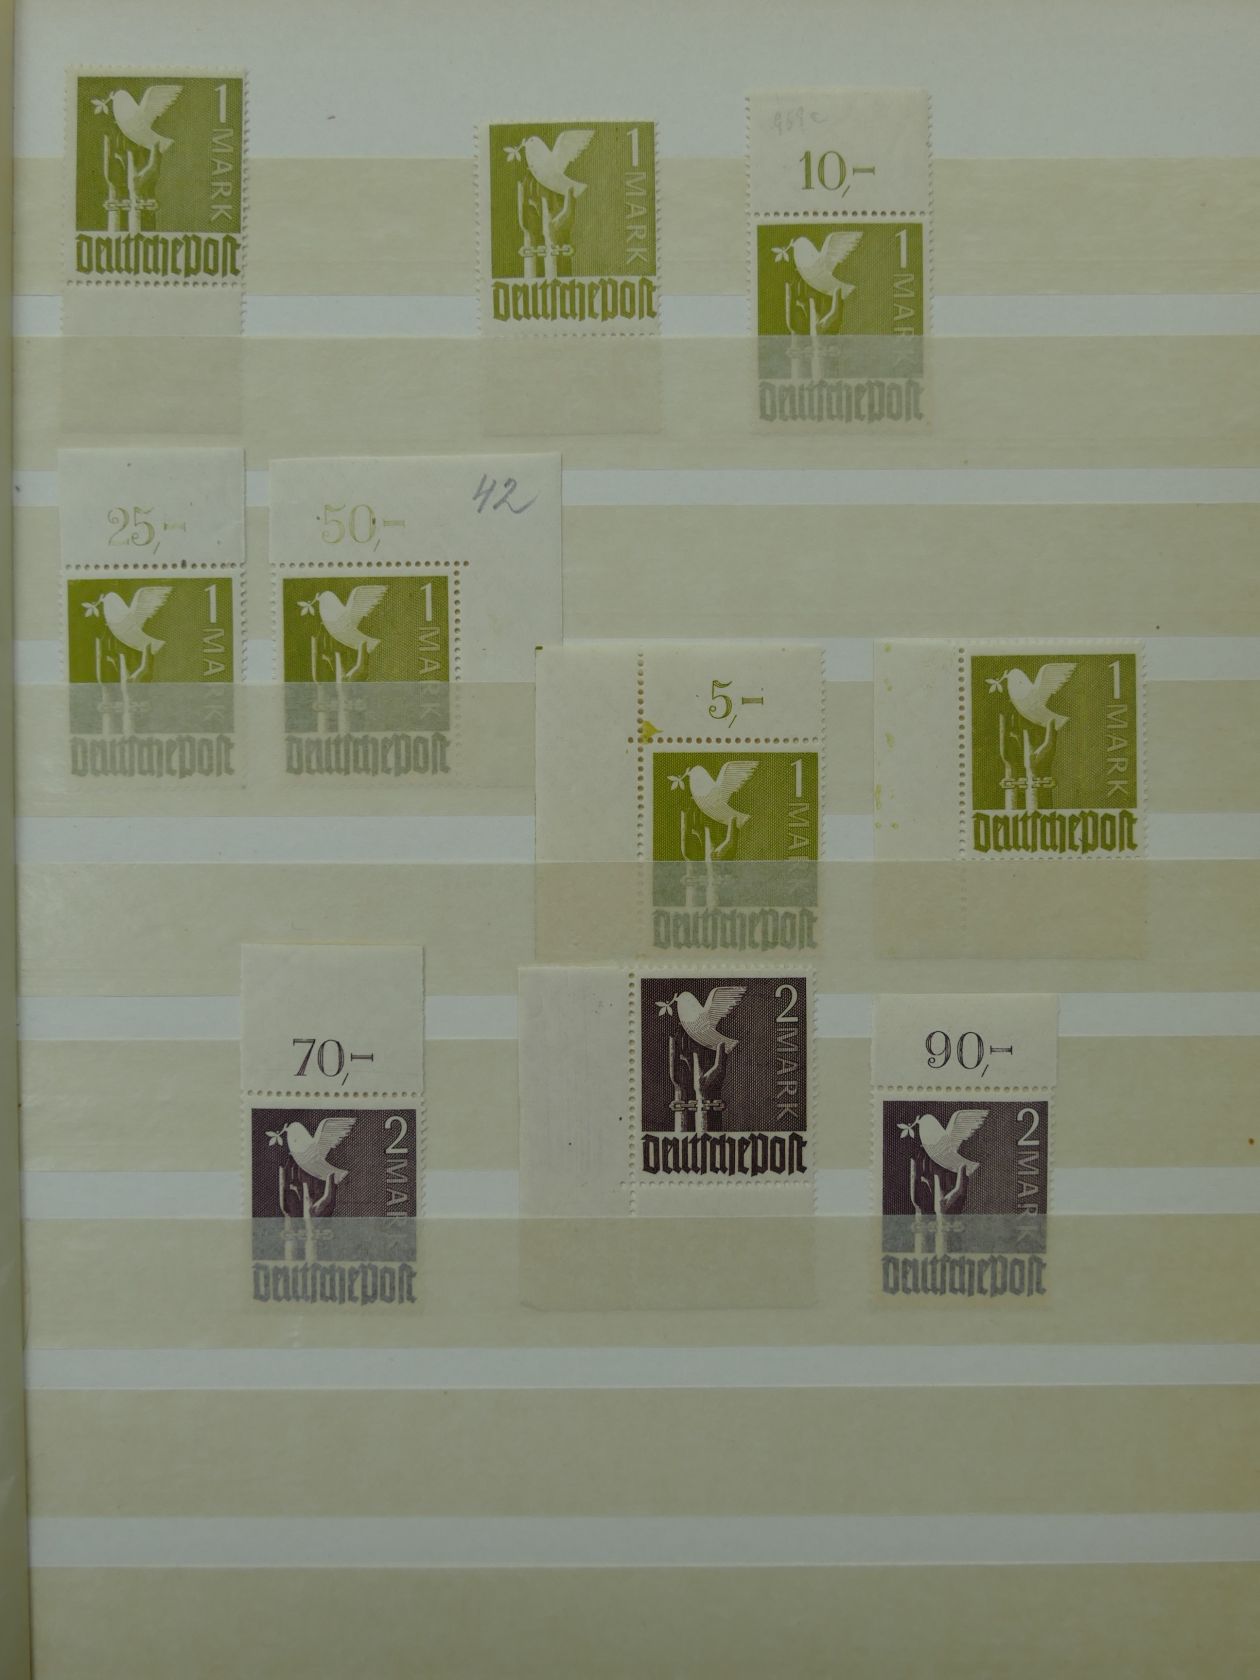 1 MARK
deutsche post
1 MARK
deutsche post
10,-
1 MARK
deutsche post
25,-
1 MARK
deutsche post
50,-
42
1 MARK
deutsche post
5,-
1 MARK
deutsche post
1 MARK
deutsche post
70,-
2 MARK
deutsche post
2 MARK
deutsche post
90,-
2 MARK
deutsche post